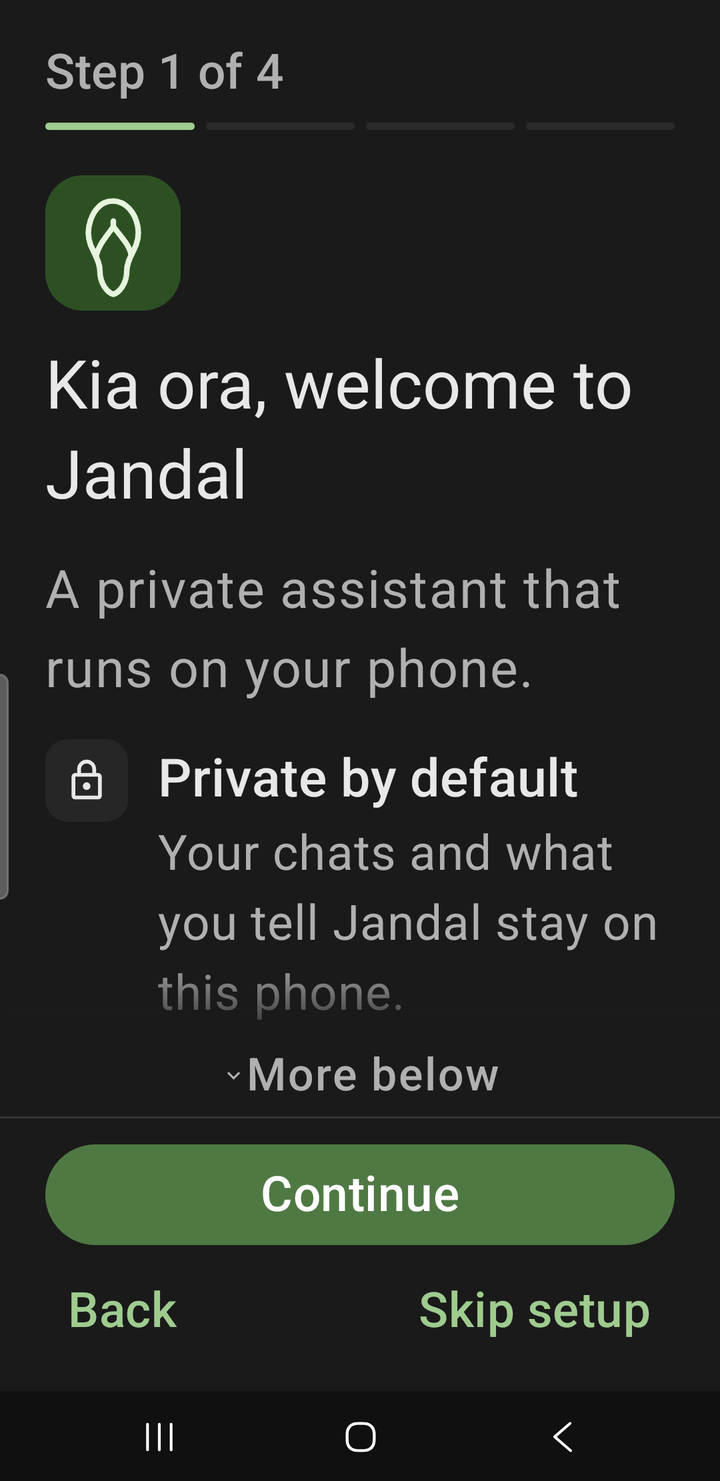 Step 1 of 4
Kia ora, welcome to
Jandal
A private assistant that
runs on your phone.
Private by default
Your chats and what
you tell Jandal stay on
this phone.
More below
Continue
Back
Skip setup